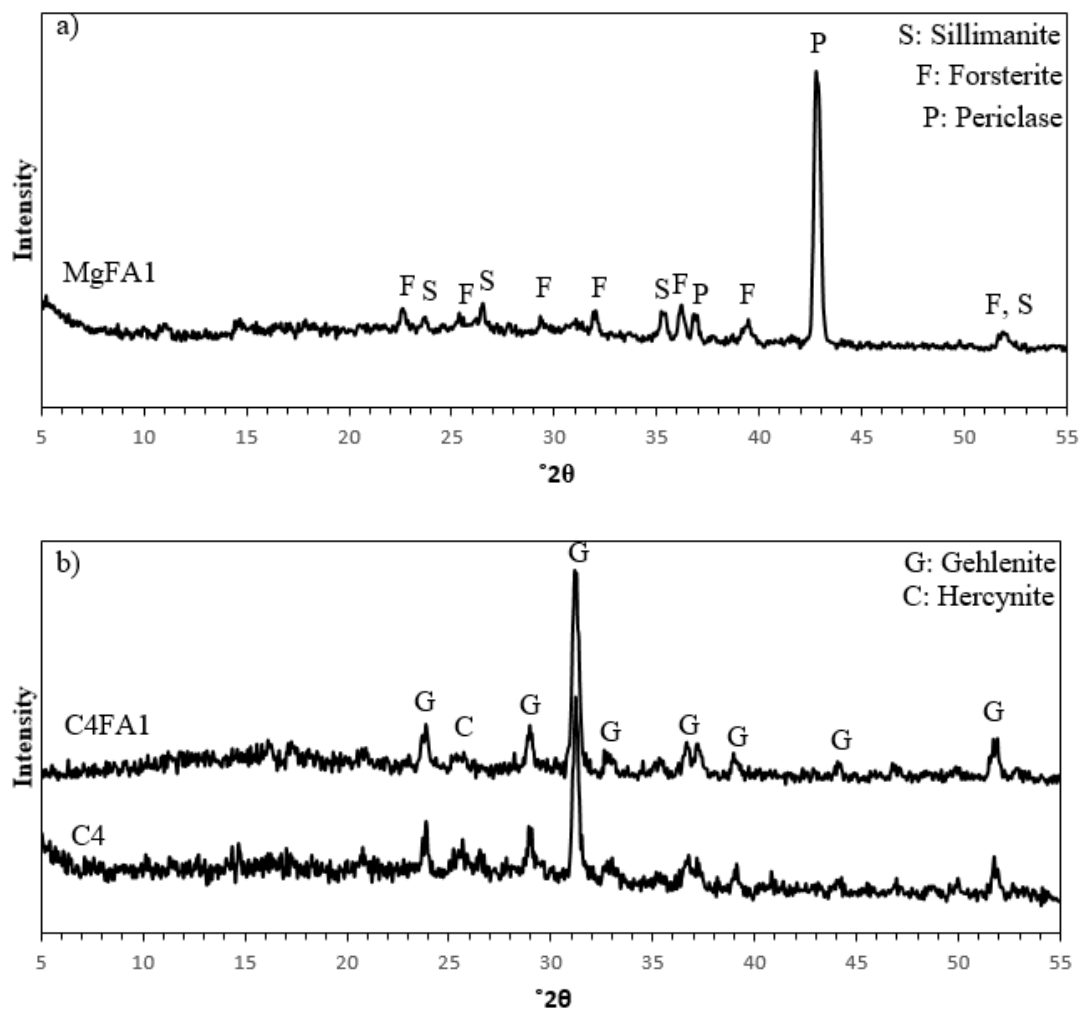 a)
S: Sillimanite
F: Forsterite
P: Periclase
P
Intensity
MgFA1
F S F S F F S F P F F, S
5 10 15 20 25 30 35 40 45 50 55
°2θ
b)
G: Gehlenite
C: Hercynite
G
Intensity
C4FA1
G C G G G G G G
C4
5 10 15 20 25 30 35 40 45 50 55
°2θ